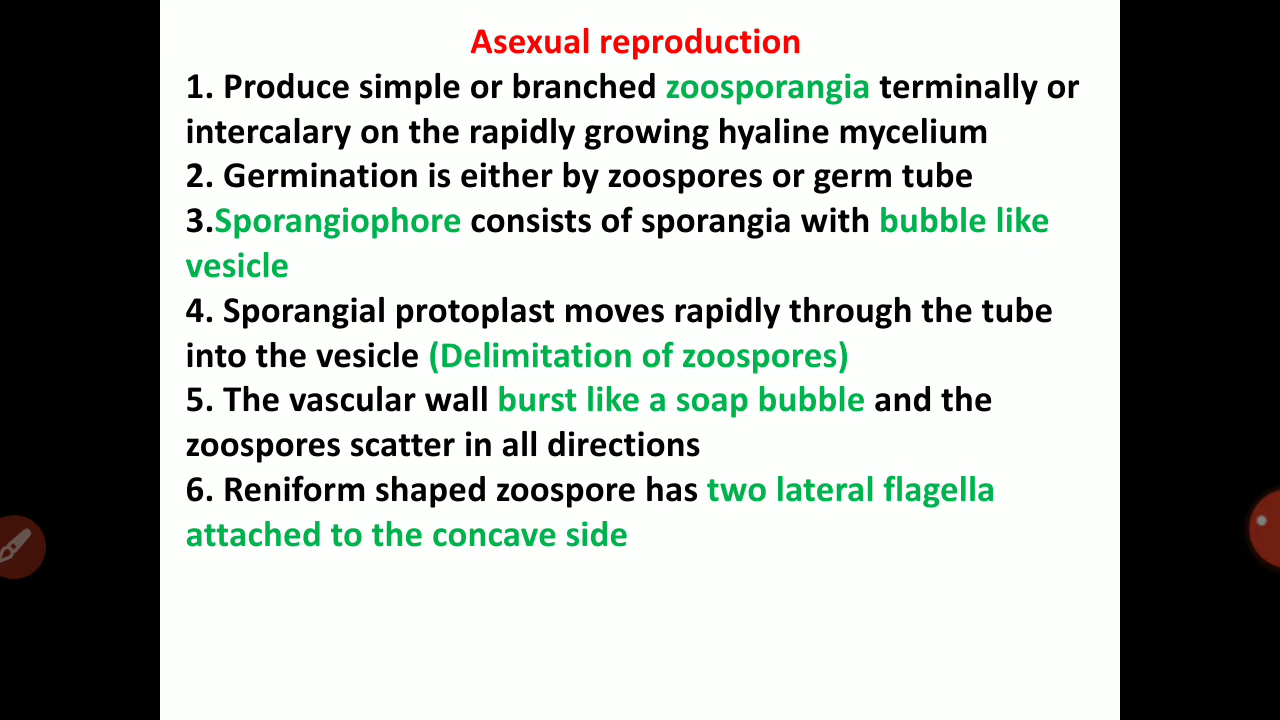 Asexual reproduction
1. Produce simple or branched zoosporangia terminally or
intercalary on the rapidly growing hyaline mycelium
2. Germination is either by zoospores or germ tube
3.Sporangiophore consists of sporangia with bubble like
vesicle
4. Sporangial protoplast moves rapidly through the tube
into the vesicle (Delimitation of zoospores)
5. The vascular wall burst like a soap bubble and the
zoospores scatter in all directions
6. Reniform shaped zoospore has two lateral flagella
attached to the concave side